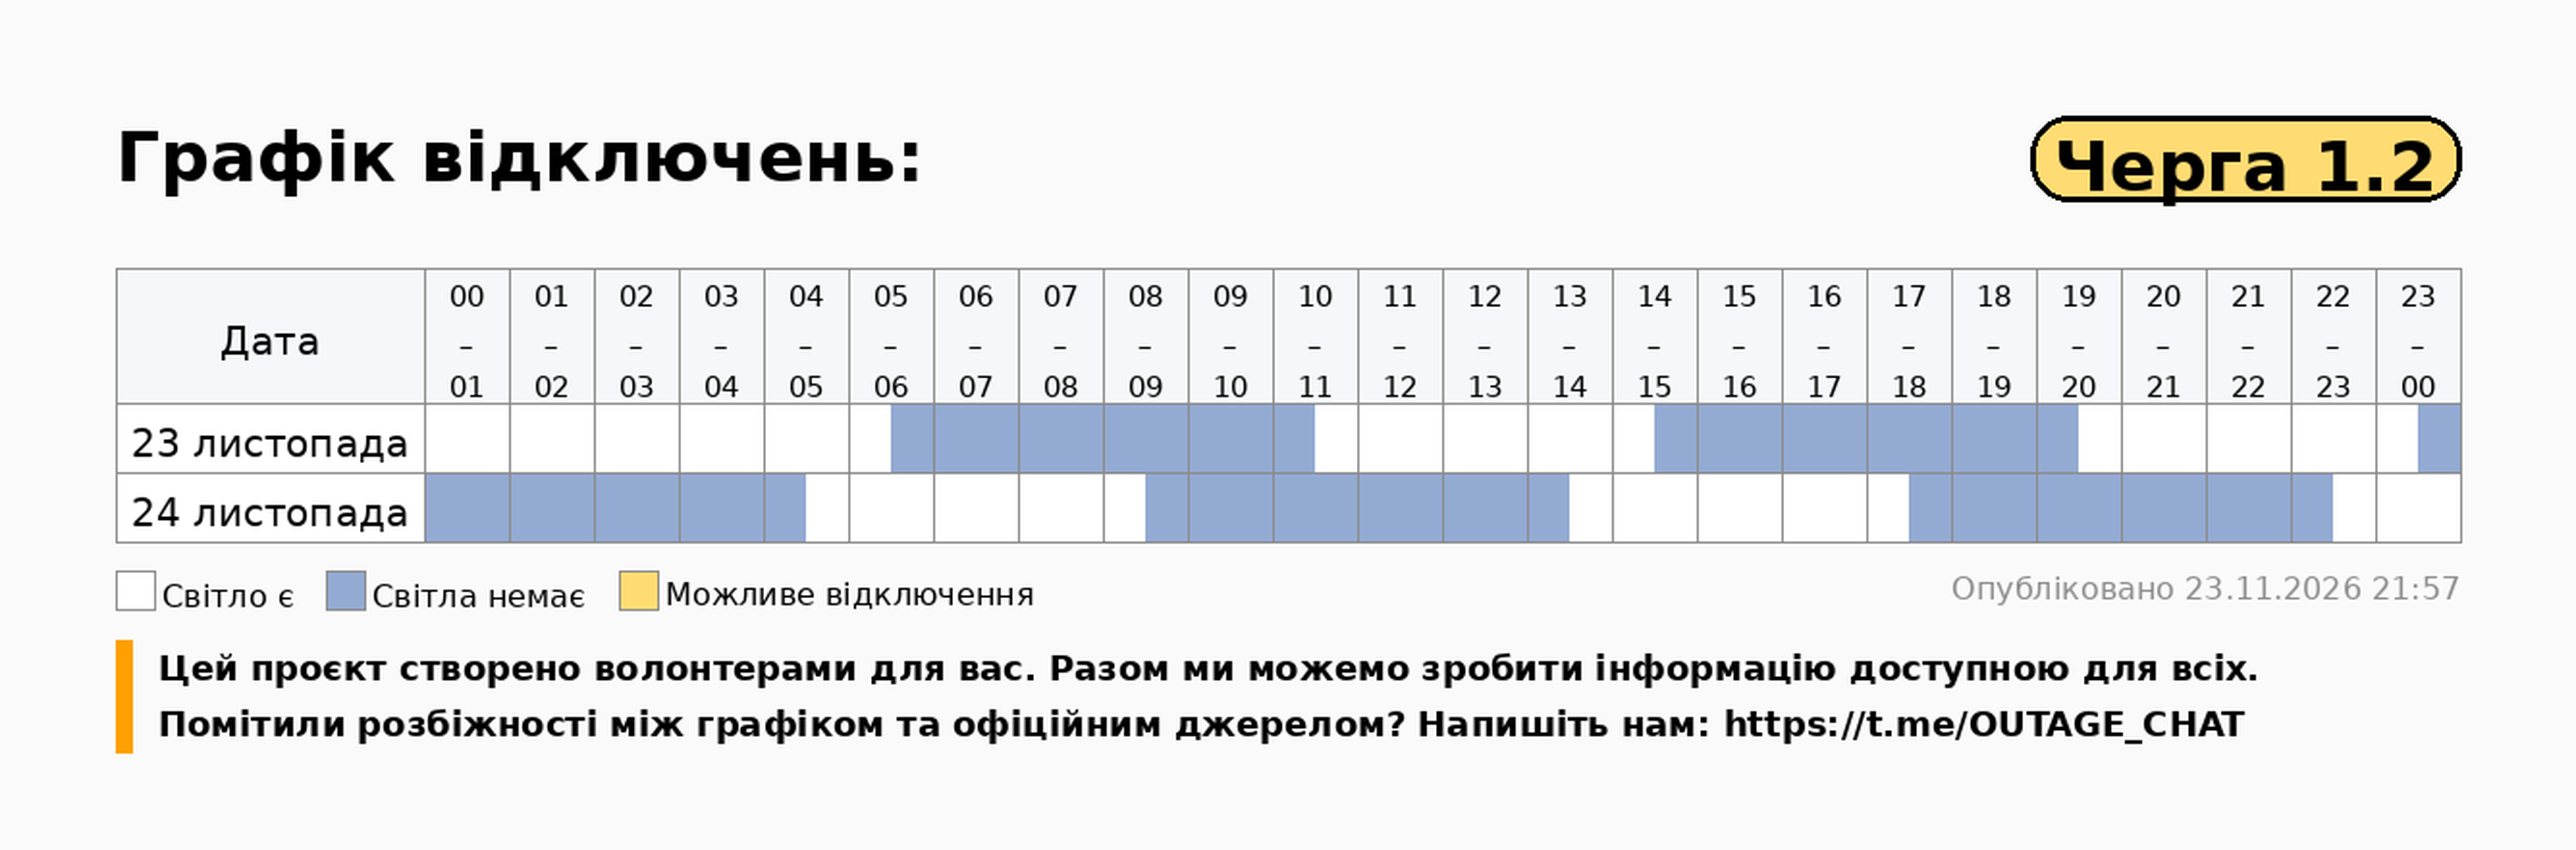 Графік відключень:
Черга 1.2
Дата 00 – 01 01 – 02 02 – 03 03 – 04 04 – 05 05 – 06 06 – 07 07 – 08 08 – 09 09 – 10 10 – 11 11 – 12 12 – 13 13 – 14 14 – 15 15 – 16 16 – 17 17 – 18 18 – 19 19 – 20 20 – 21 21 – 22 22 – 23 23 – 00
23 листопада
24 листопада
Світло є Світла немає Можливе відключення
Опубліковано 23.11.2026 21:57
Цей проєкт створено волонтерами для вас. Разом ми можемо зробити інформацію доступною для всіх.
Помітили розбіжності між графіком та офіційним джерелом? Напишіть нам: https://t.me/OUTAGE_CHAT